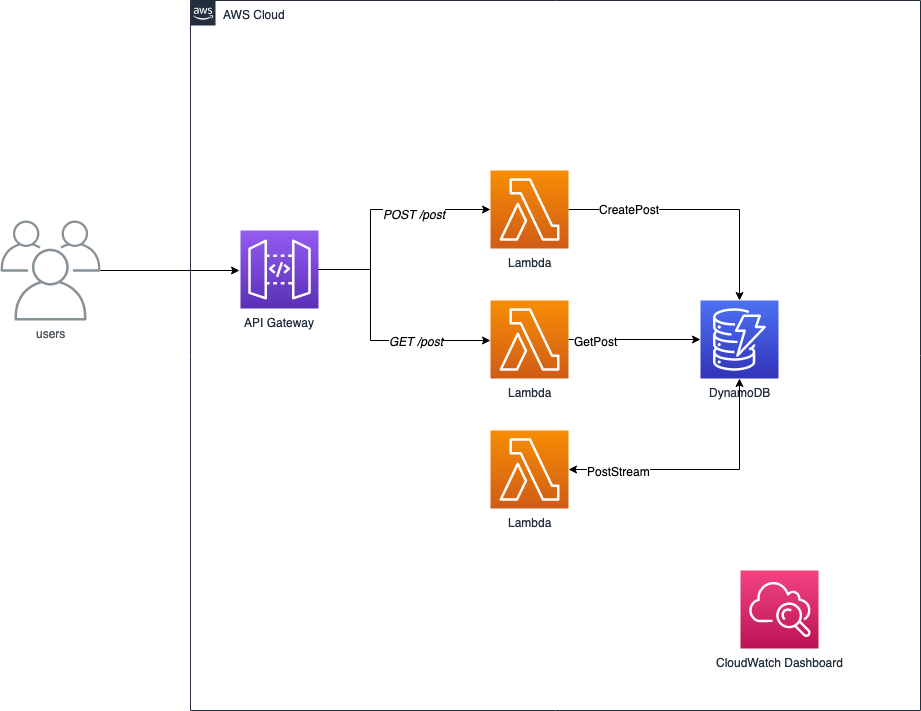 aws
AWS Cloud
POST /post
CreatePost
Lambda
users
API Gateway
GET /post
GetPost
Lambda
DynamoDB
PostStream
Lambda
CloudWatch Dashboard